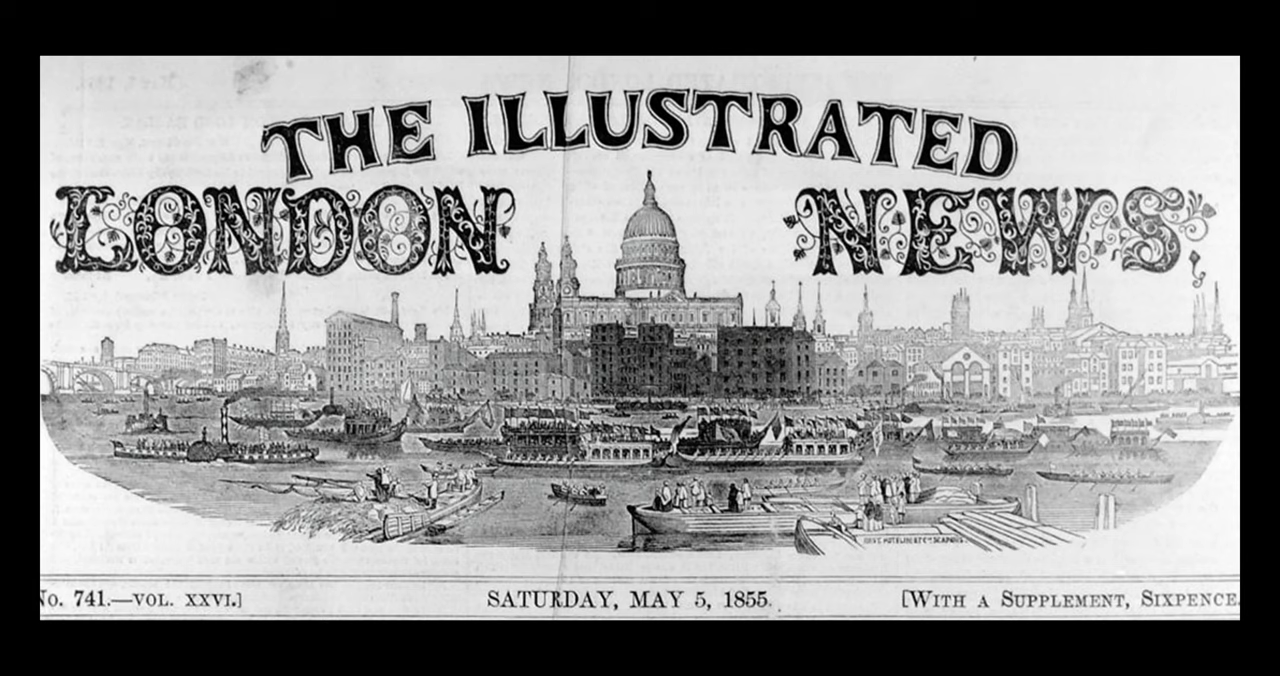 THE ILLUSTRATED
LONDON NEWS
No. 741.—VOL. XXVI.] SATURDAY, MAY 5, 1855. [WITH A SUPPLEMENT, SIXPENCE.